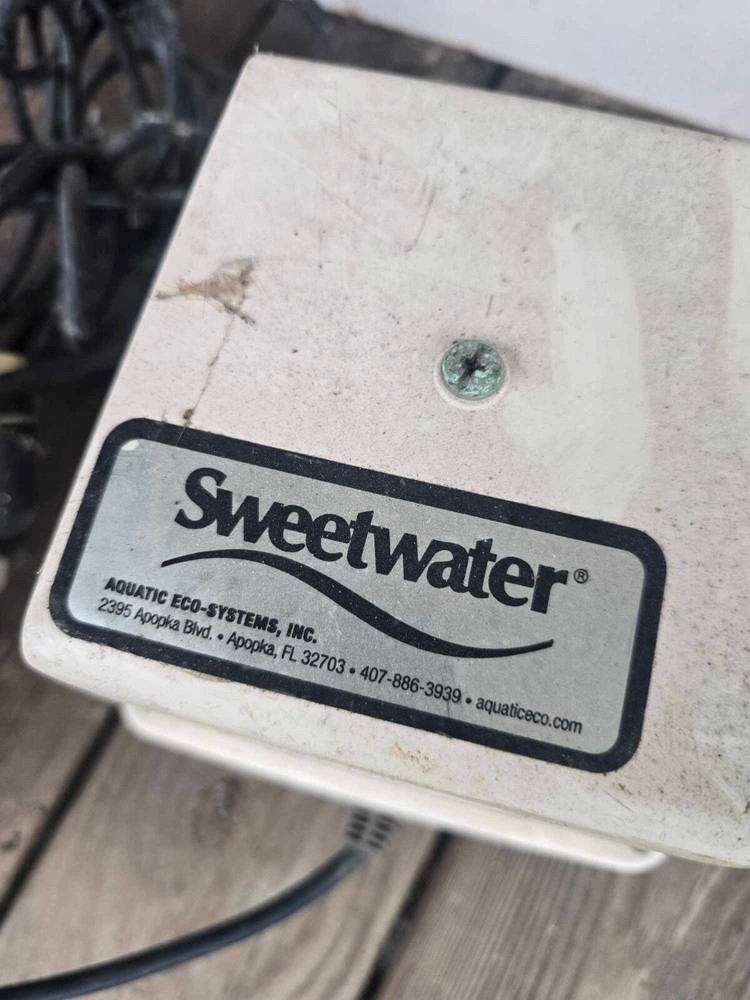 Sweetwater®
AQUATIC ECO-SYSTEMS, INC.
2395 Apopka Blvd. • Apopka, FL 32703 • 407-886-3939 • aquaticeco.com